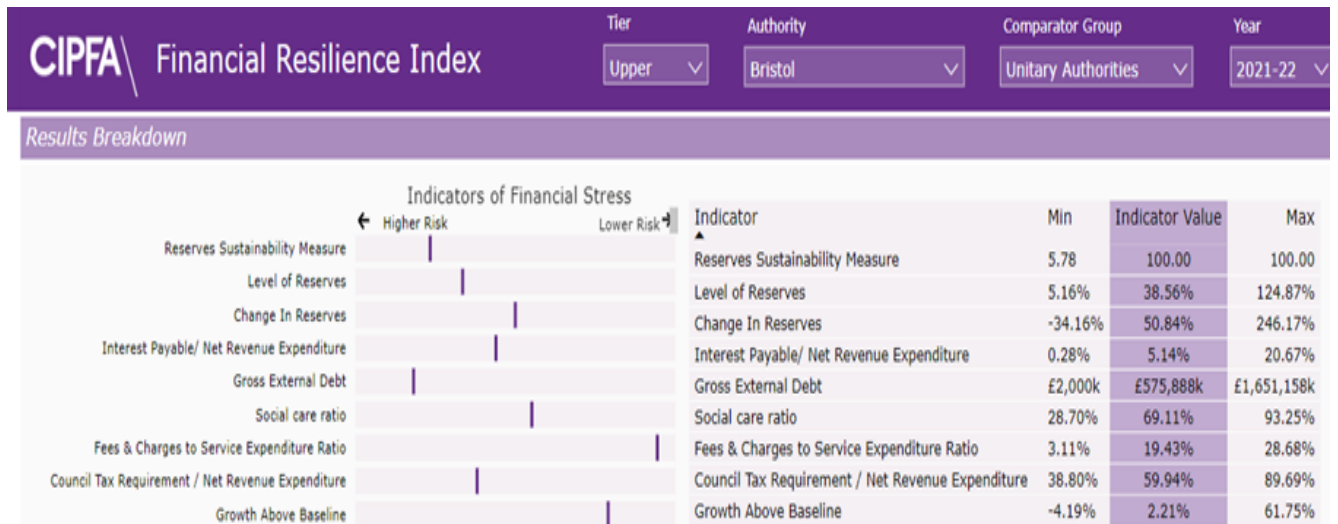 Tier Authority Comparator Group Year
CIPFA\ Financial Resilience Index
Upper Bristol Unitary Authorities 2021-22
Results Breakdown
Indicators of Financial Stress
← Higher Risk Lower Risk →
Reserves Sustainability Measure
Level of Reserves
Change In Reserves
Interest Payable/ Net Revenue Expenditure
Gross External Debt
Social care ratio
Fees & Charges to Service Expenditure Ratio
Council Tax Requirement / Net Revenue Expenditure
Growth Above Baseline
Indicator Min Indicator Value Max
Reserves Sustainability Measure 5.78 100.00 100.00
Level of Reserves 5.16% 38.56% 124.87%
Change In Reserves -34.16% 50.84% 246.17%
Interest Payable/ Net Revenue Expenditure 0.28% 5.14% 20.67%
Gross External Debt £2,000k £575,888k £1,651,158k
Social care ratio 28.70% 69.11% 93.25%
Fees & Charges to Service Expenditure Ratio 3.11% 19.43% 28.68%
Council Tax Requirement / Net Revenue Expenditure 38.80% 59.94% 89.69%
Growth Above Baseline -4.19% 2.21% 61.75%